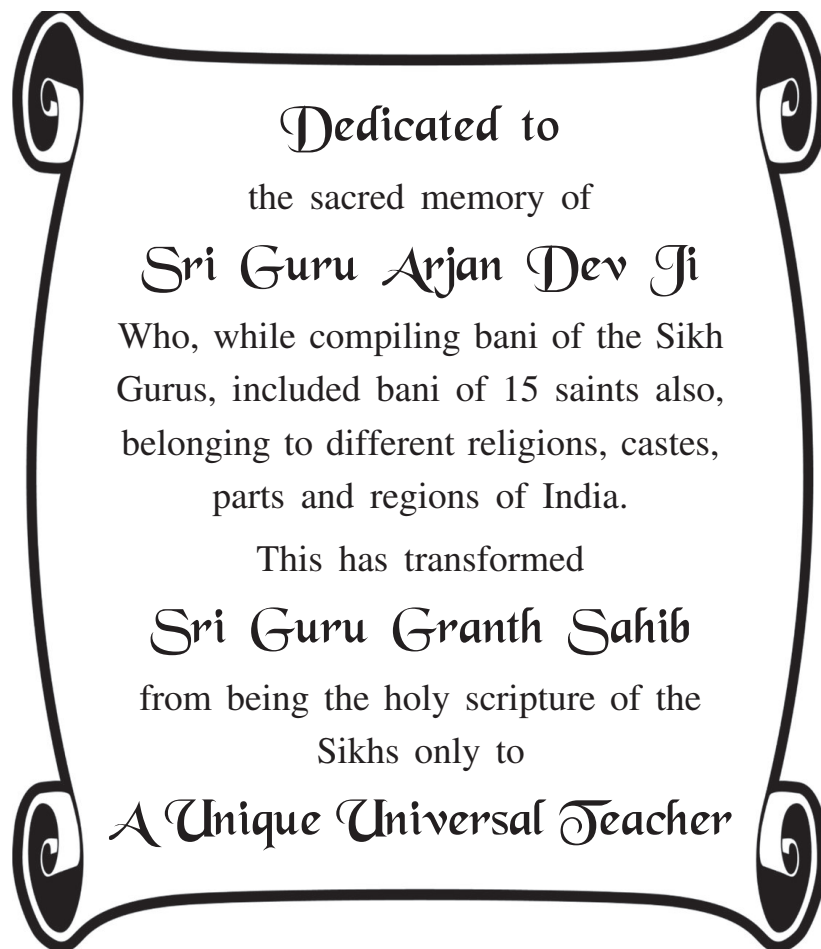 Dedicated to
the sacred memory of
Sri Guru Arjan Dev Ji
Who, while compiling bani of the Sikh
Gurus, included bani of 15 saints also,
belonging to different religions, castes,
parts and regions of India.
This has transformed
Sri Guru Granth Sahib
from being the holy scripture of the
Sikhs only to
A Unique Universal Teacher